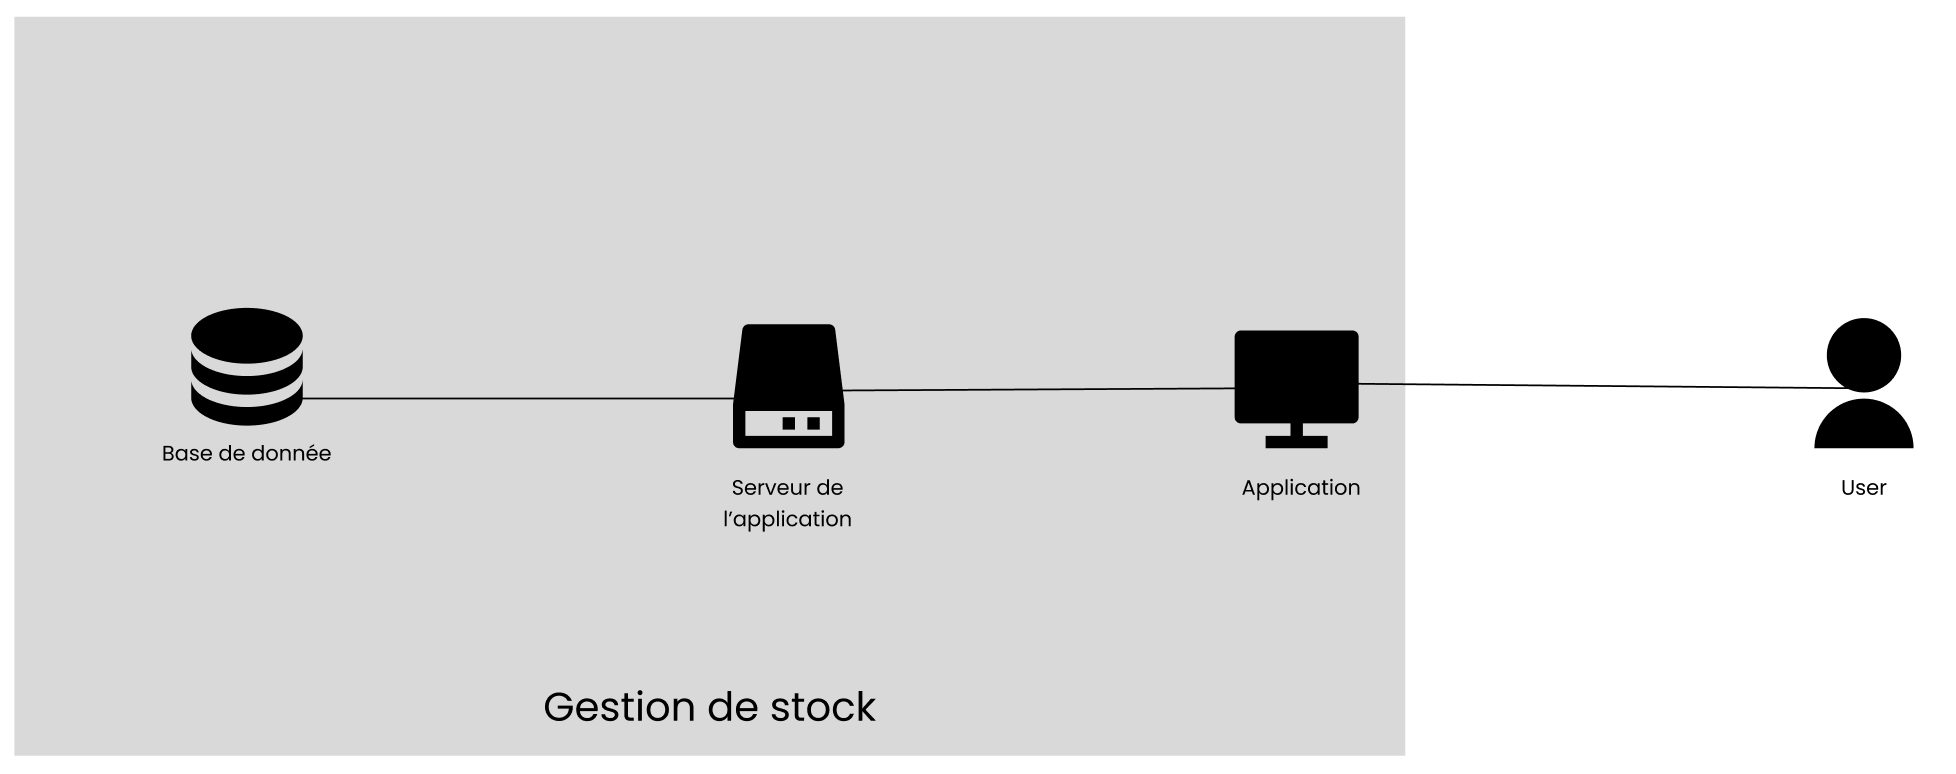 Base de donnée
Serveur de
l'application
Application
User
Gestion de stock